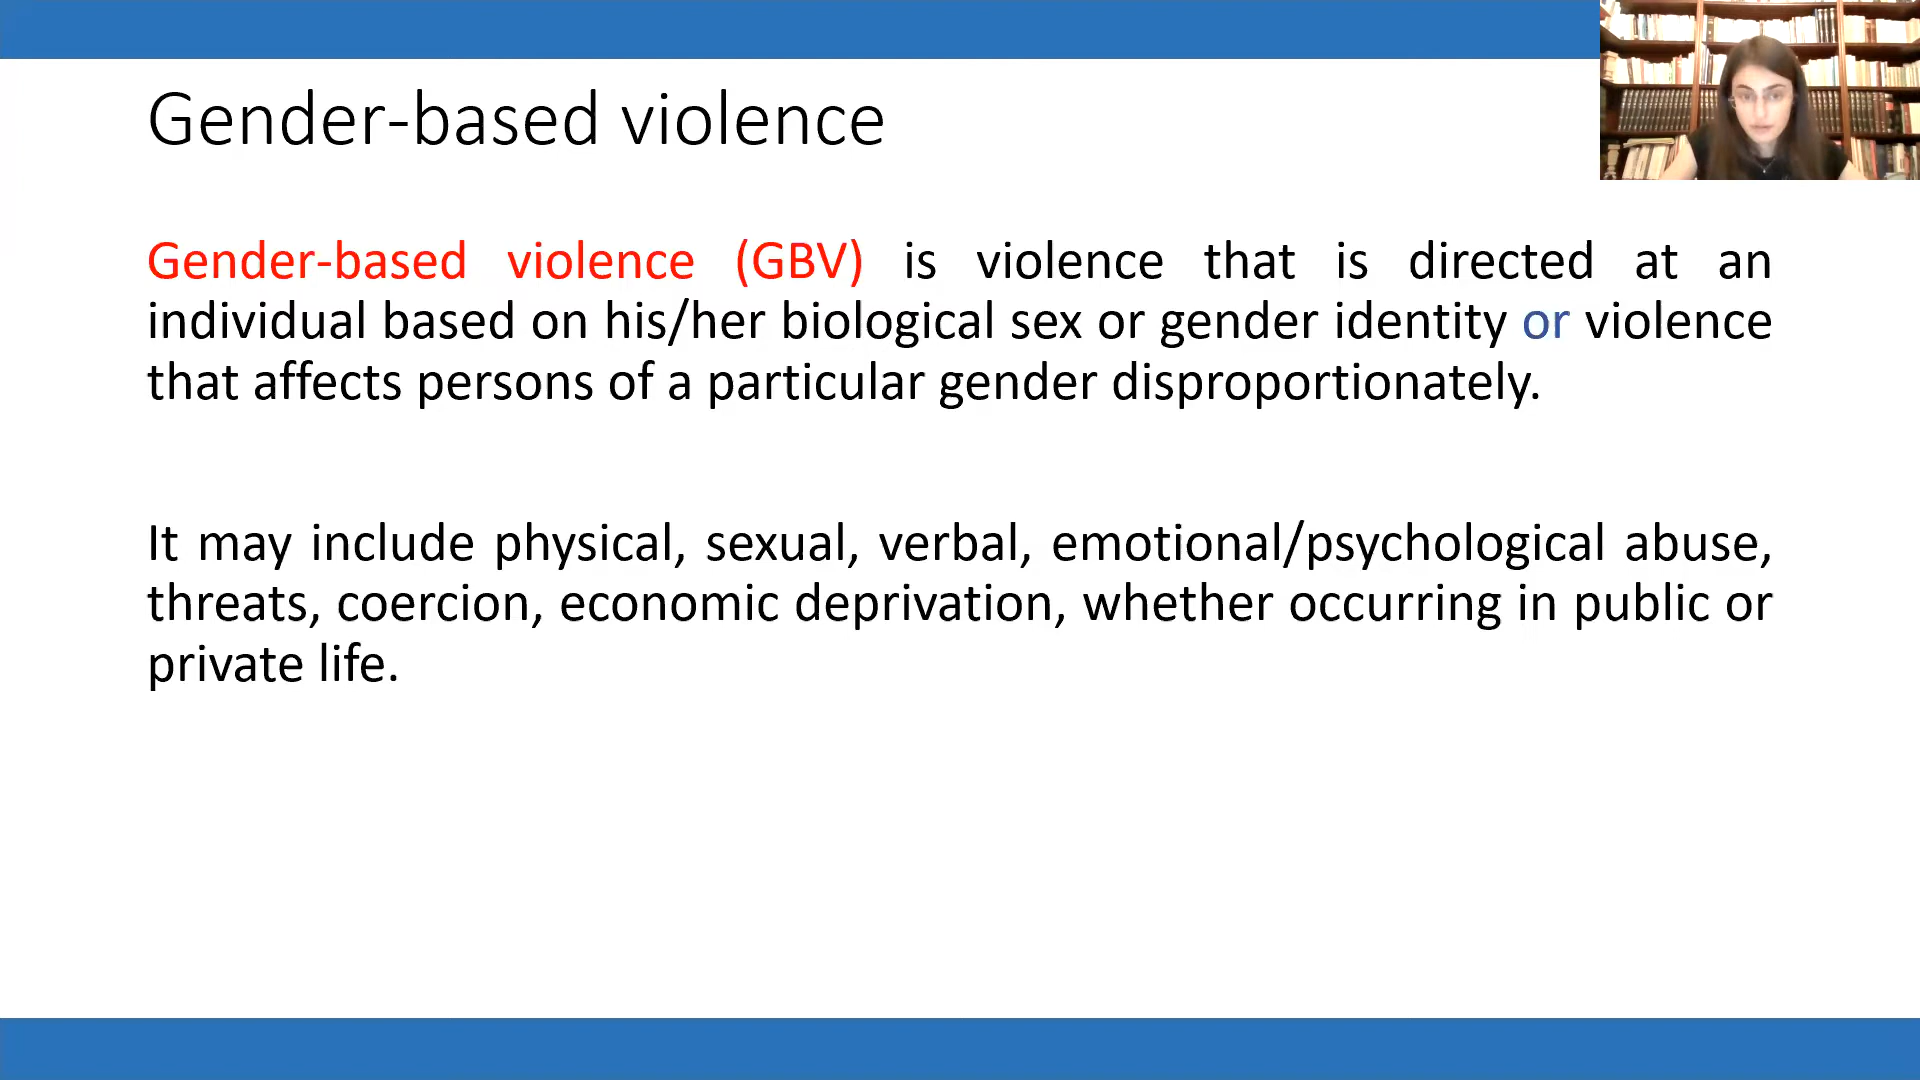 Gender-based violence
Gender-based violence (GBV) is violence that is directed at an
individual based on his/her biological sex or gender identity or violence
that affects persons of a particular gender disproportionately.
It may include physical, sexual, verbal, emotional/psychological abuse,
threats, coercion, economic deprivation, whether occurring in public or
private life.